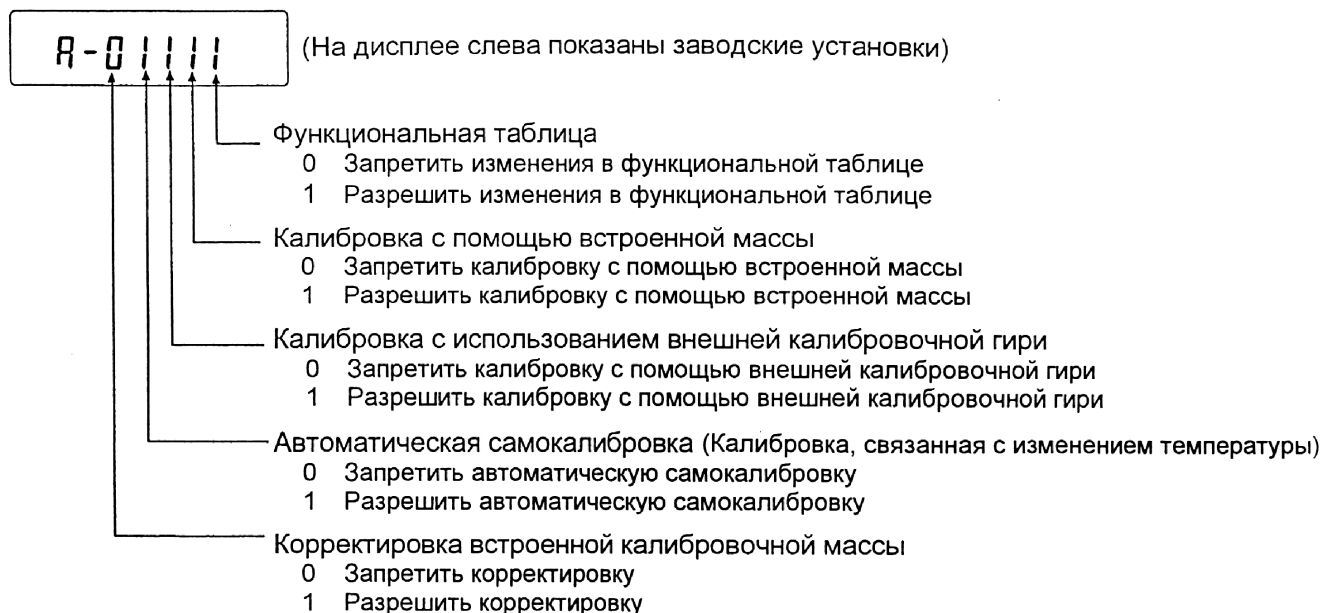 A-01111 (На дисплее слева показаны заводские установки)
Функциональная таблица
0 Запретить изменения в функциональной таблице
1 Разрешить изменения в функциональной таблице
Калибровка с помощью встроенной массы
0 Запретить калибровку с помощью встроенной массы
1 Разрешить калибровку с помощью встроенной массы
Калибровка с использованием внешней калибровочной гири
0 Запретить калибровку с помощью внешней калибровочной гири
1 Разрешить калибровку с помощью внешней калибровочной гири
Автоматическая самокалибровка (Калибровка, связанная с изменением температуры)
0 Запретить автоматическую самокалибровку
1 Разрешить автоматическую самокалибровку
Корректировка встроенной калибровочной массы
0 Запретить корректировку
1 Разрешить корректировку